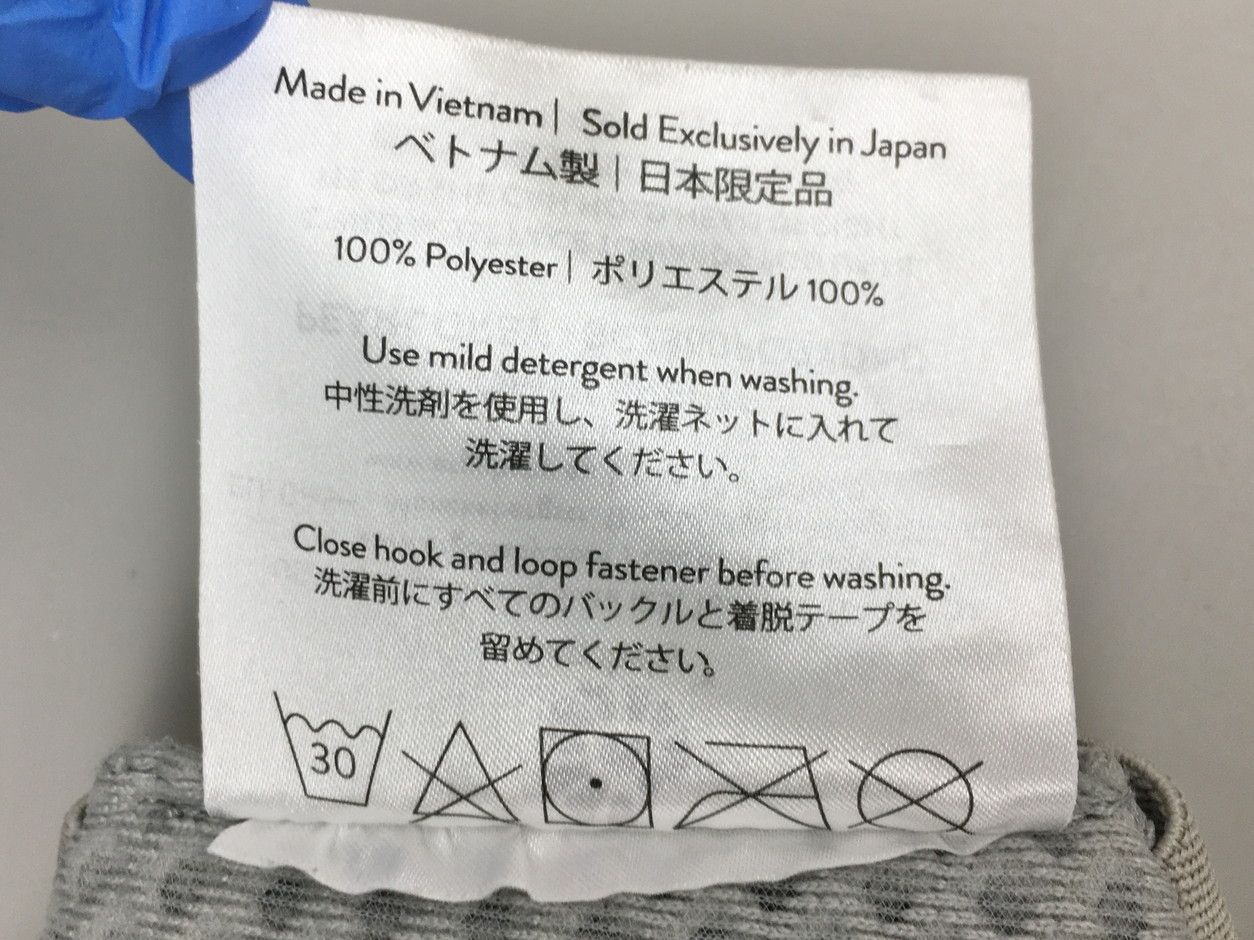 Made in Vietnam | Sold Exclusively in Japan
ベトナム製 | 日本限定品
100% Polyester | ポリエステル 100%
Use mild detergent when washing.
中性洗剤を使用し、洗濯ネットに入れて
洗濯してください。
Close hook and loop fastener before washing.
洗濯前にすべてのバックルと着脱テープを
留めてください。
30